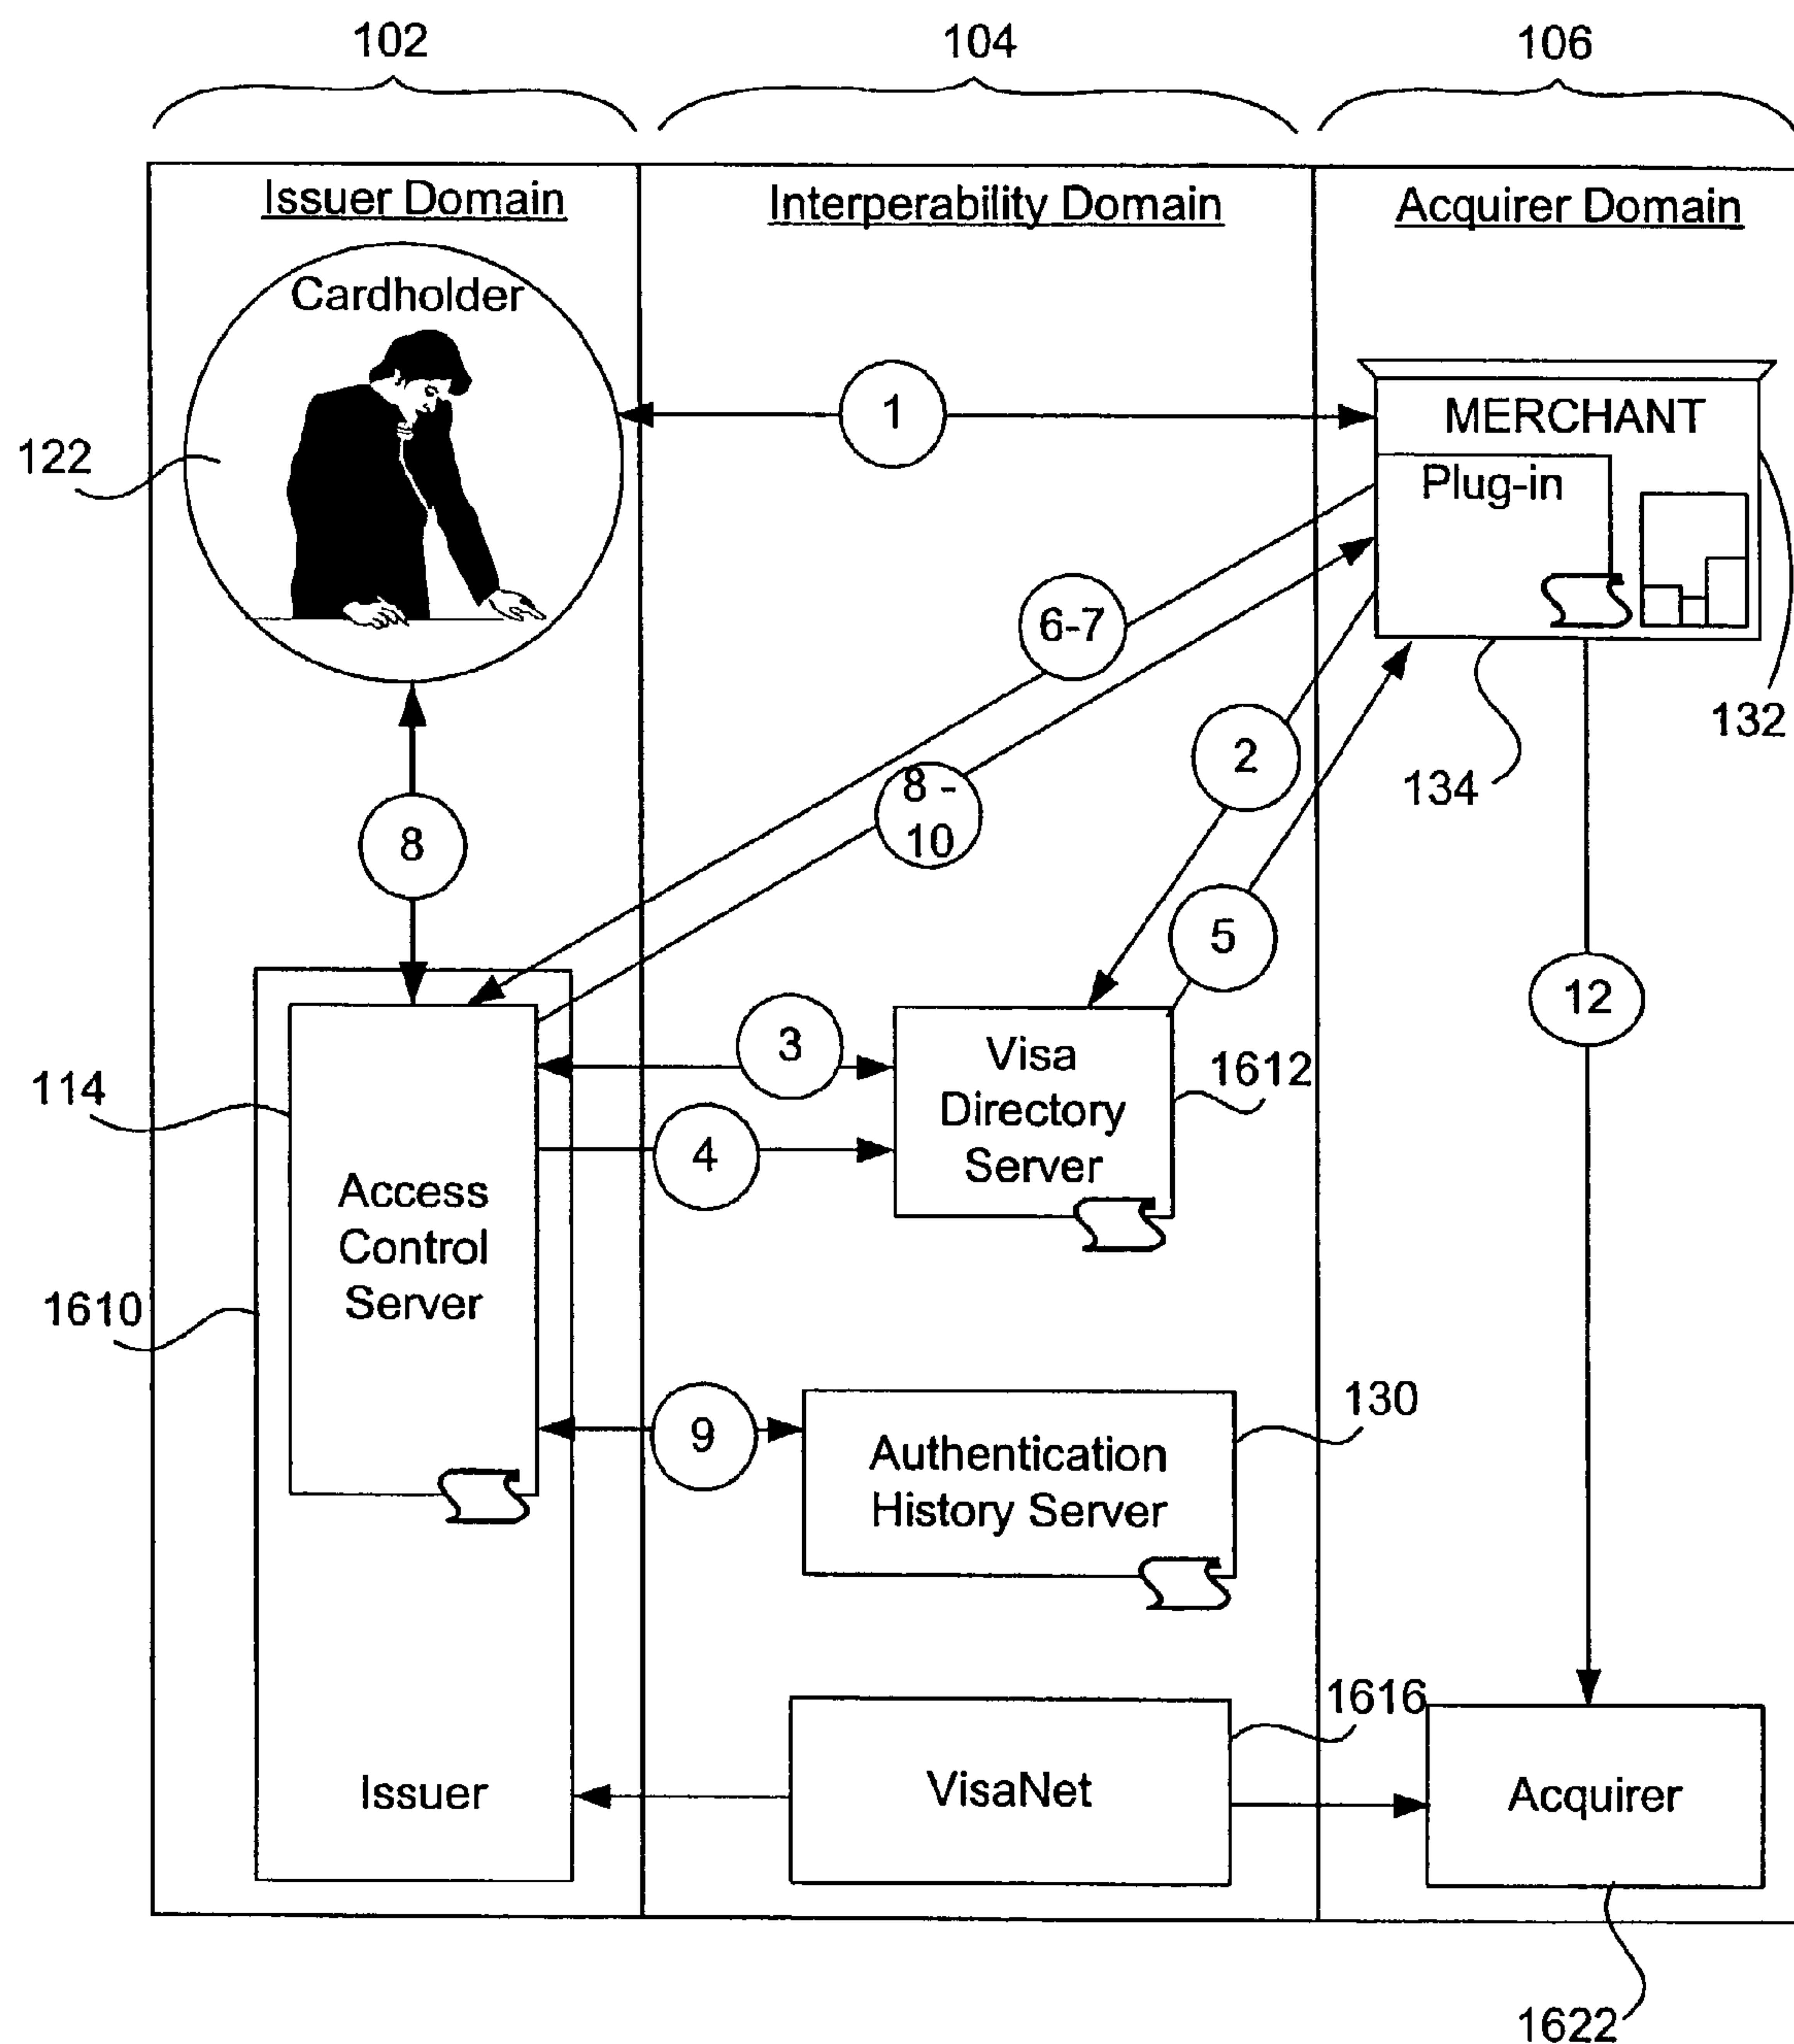 102
104
106
Issuer Domain
Interperability Domain
Acquirer Domain
Cardholder
122
1
MERCHANT
Plug-in
132
134
6-7
2
8 -
10
5
8
12
3
4
114
Visa
Directory
Server
1612
Access
Control
Server
1610
9
130
Authentication
History Server
1616
VisaNet
Issuer
Acquirer
1622